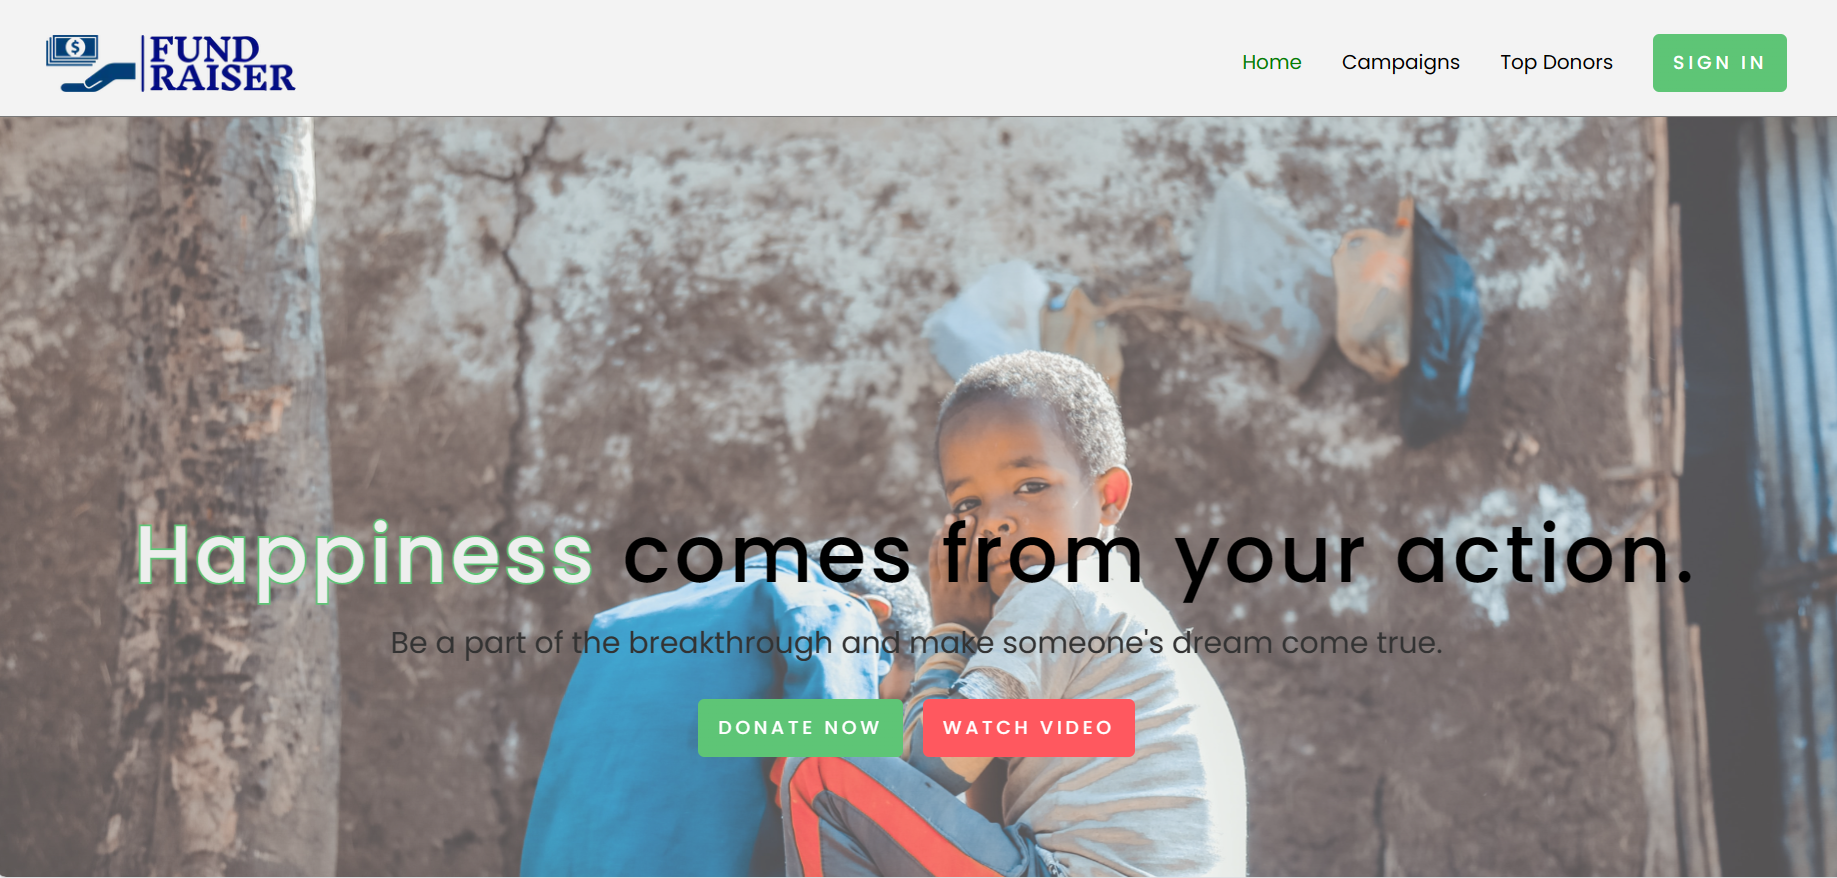 $
FUND
RAISER
Home
Campaigns
Top Donors
SIGN IN
Happiness comes from your action.
Be a part of the breakthrough and make someone's dream come true.
DONATE NOW
WATCH VIDEO